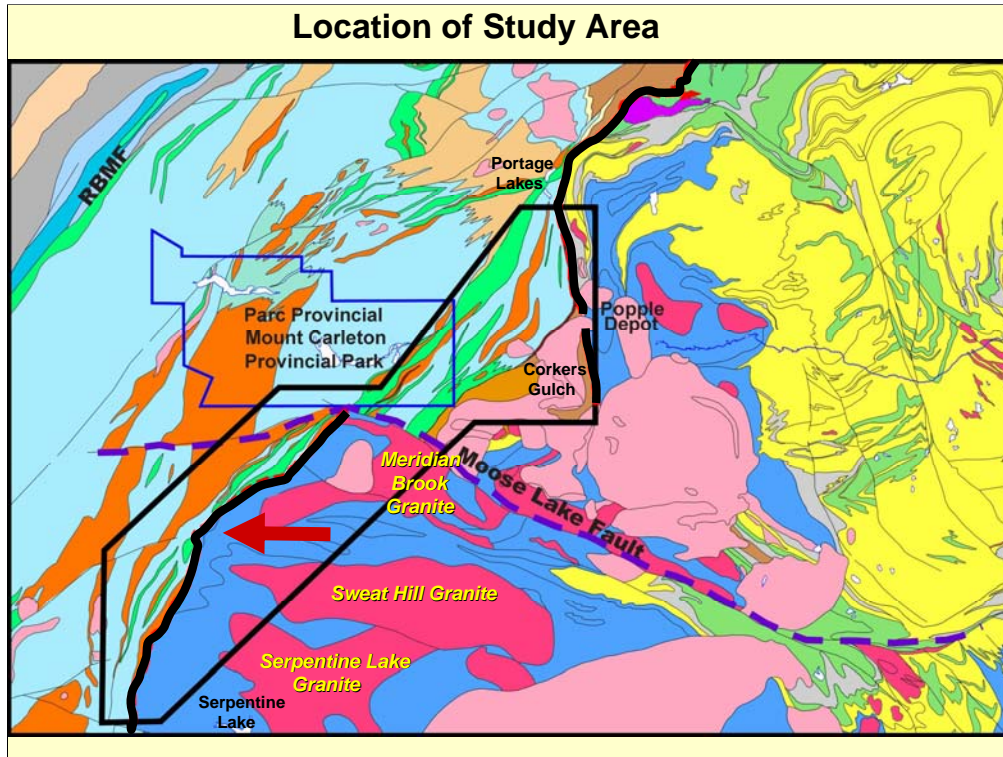 Location of Study Area
RBMF
Portage
Lakes
Parc Provincial
Mount Carleton
Provincial Park
Popple
Depot
Corkers
Gulch
Meridian
Brook
Granite
Moose Lake Fault
Sweat Hill Granite
Serpentine Lake
Granite
Serpentine
Lake